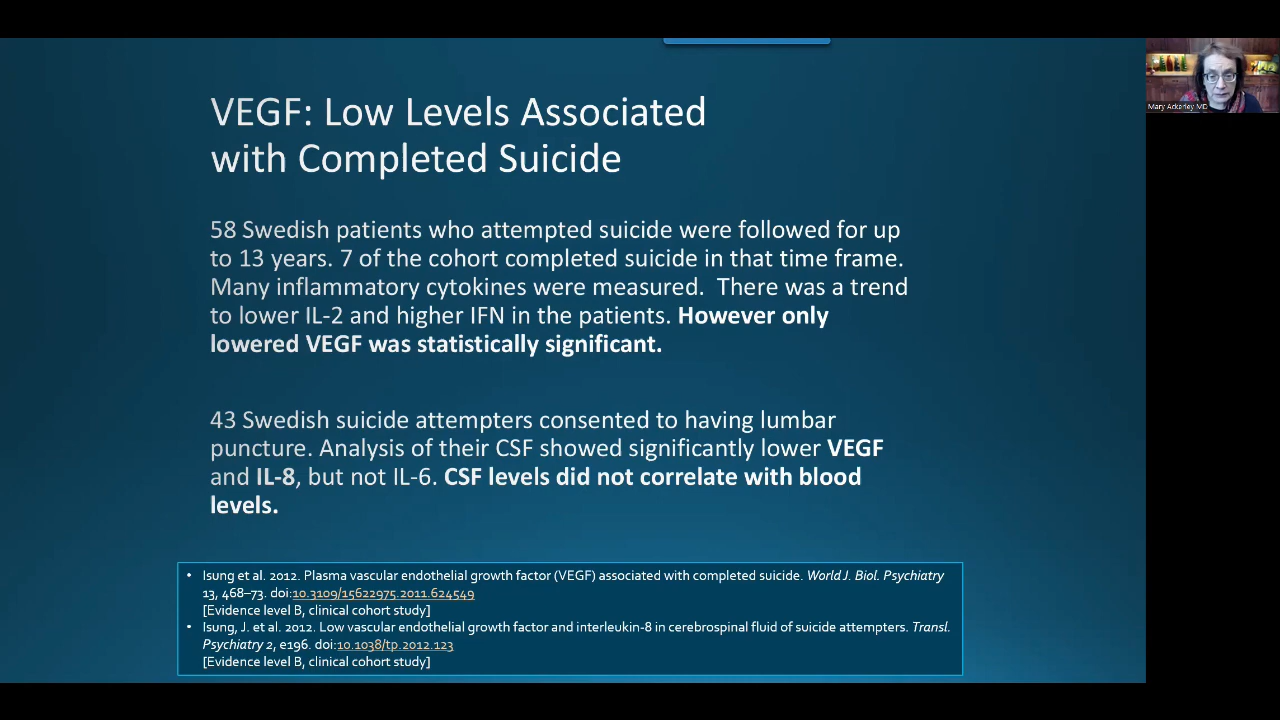 VEGF: Low Levels Associated
with Completed Suicide
58 Swedish patients who attempted suicide were followed for up
to 13 years. 7 of the cohort completed suicide in that time frame.
Many inflammatory cytokines were measured.  There was a trend
to lower IL-2 and higher IFN in the patients. However only
lowered VEGF was statistically significant.
43 Swedish suicide attempters consented to having lumbar
puncture. Analysis of their CSF showed significantly lower VEGF
and IL-8, but not IL-6. CSF levels did not correlate with blood
levels.
• Isung et al. 2012. Plasma vascular endothelial growth factor (VEGF) associated with completed suicide. World J. Biol. Psychiatry
13, 468–73. doi:10.3109/15622975.2011.624549
[Evidence level B, clinical cohort study]
• Isung, J. et al. 2012. Low vascular endothelial growth factor and interleukin-8 in cerebrospinal fluid of suicide attempters. Transl.
Psychiatry 2, e196. doi:10.1038/tp.2012.123
[Evidence level B, clinical cohort study]
Mary Ackerley MD